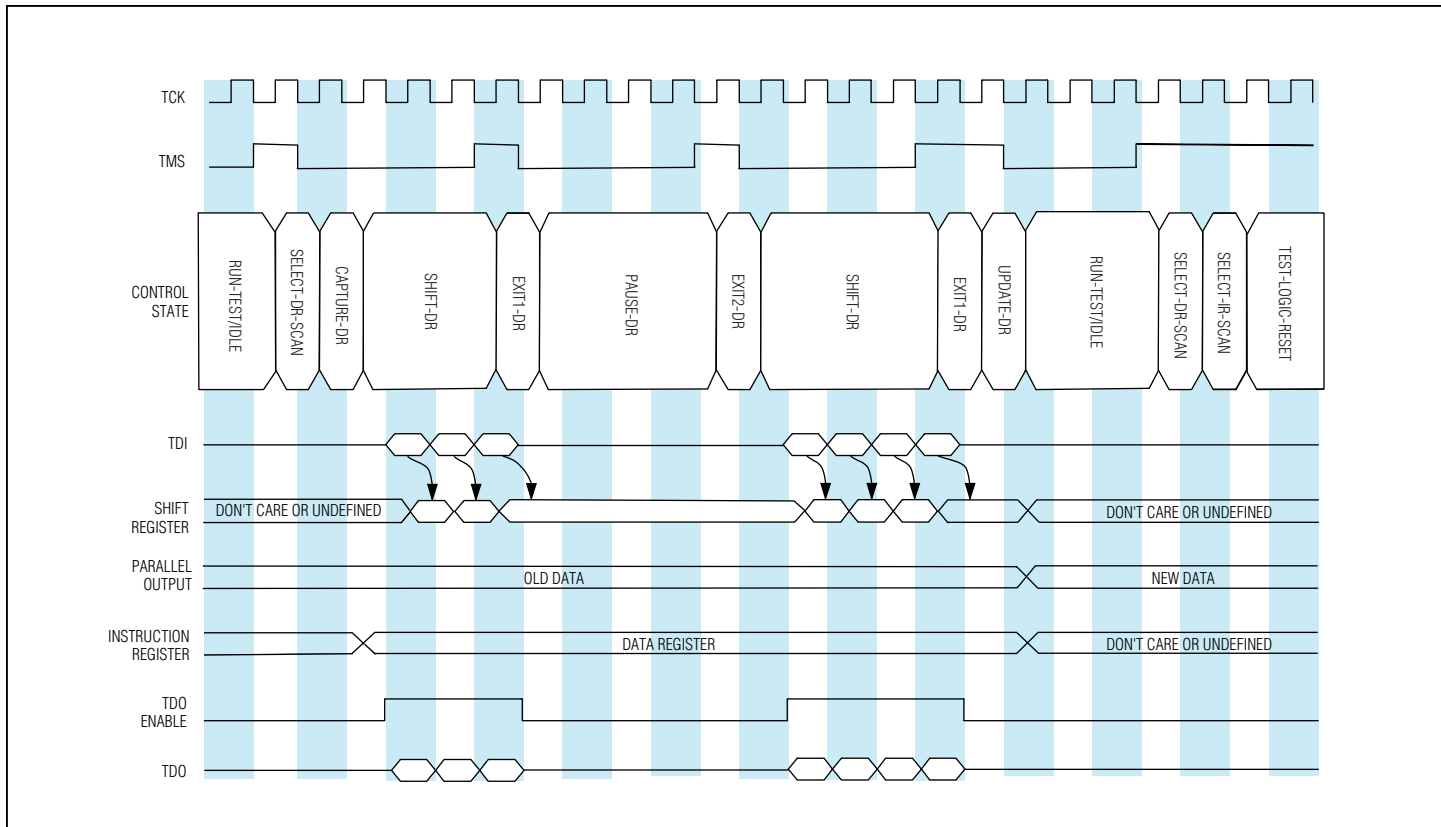 TCK
TMS
CONTROL
STATE
RUN-TEST/IDLE
SELECT-DR-SCAN
CAPTURE-DR
SHIFT-DR
EXIT1-DR
PAUSE-DR
EXIT2-DR
SHIFT-DR
EXIT1-DR
UPDATE-DR
RUN-TEST/IDLE
SELECT-DR-SCAN
SELECT-IR-SCAN
TEST-LOGIC-RESET
TDI
SHIFT
REGISTER
DON'T CARE OR UNDEFINED
DON'T CARE OR UNDEFINED
PARALLEL
OUTPUT
OLD DATA
NEW DATA
INSTRUCTION
REGISTER
DATA REGISTER
DON'T CARE OR UNDEFINED
TDO
ENABLE
TDO